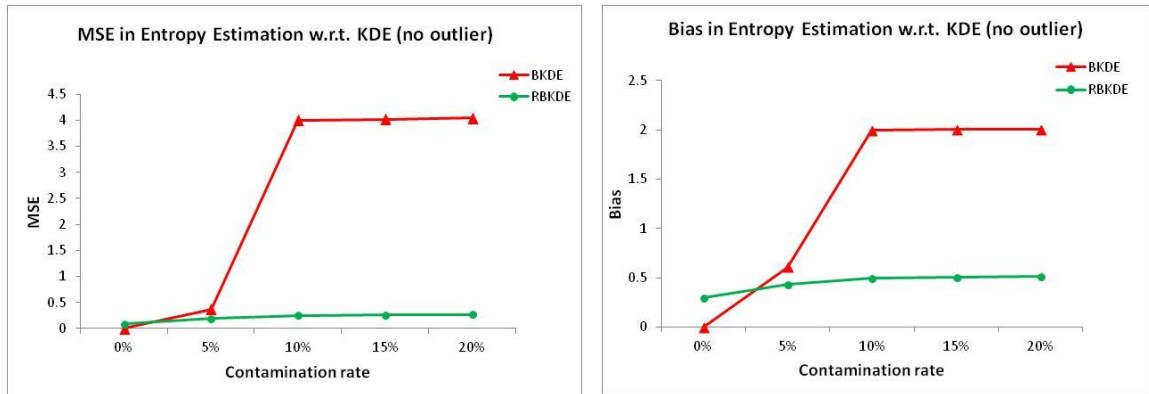 MSE in Entropy Estimation w.r.t. KDE (no outlier)
BKDE
RBKDE
4.5
4
3.5
3
2.5
2
1.5
1
0.5
0
MSE
0% 5% 10% 15% 20%
Contamination rate
Bias in Entropy Estimation w.r.t. KDE (no outlier)
BKDE
RBKDE
2.5
2
1.5
1
0.5
0
Bias
0% 5% 10% 15% 20%
Contamination rate